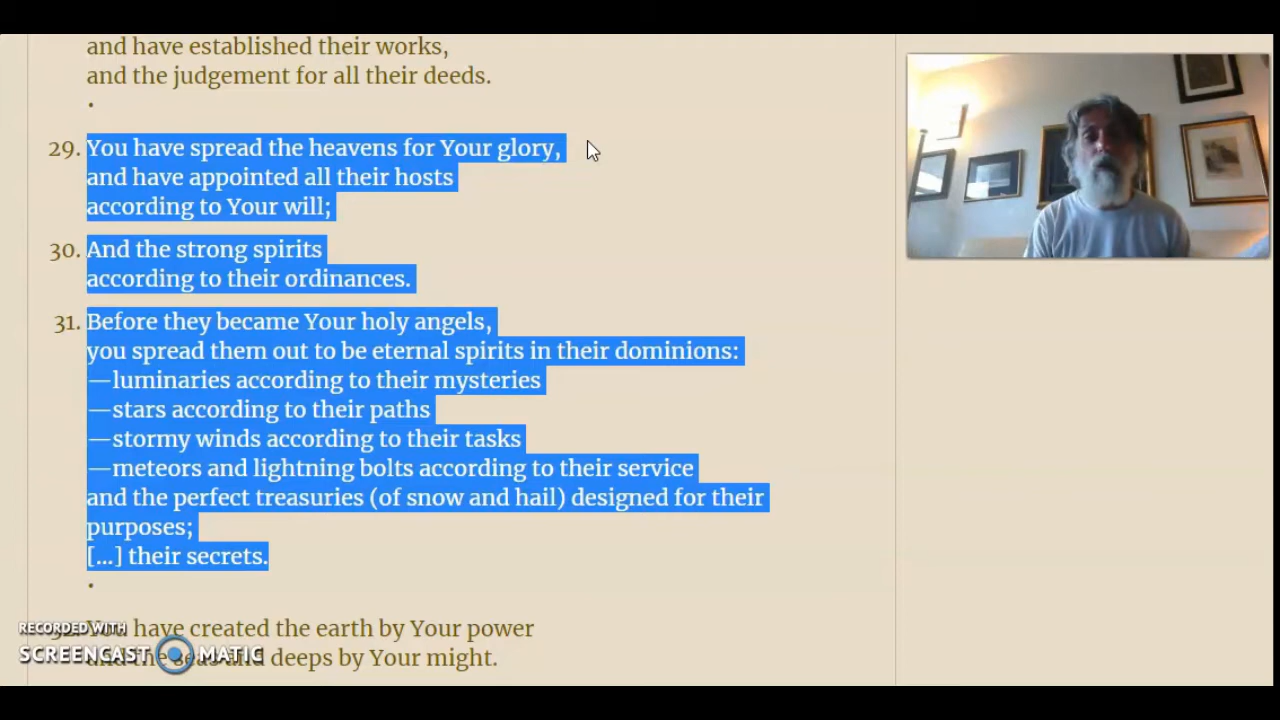 and have established their works,
and the judgement for all their deeds.
•
29. You have spread the heavens for Your glory,
and have appointed all their hosts
according to Your will;
30. And the strong spirits
according to their ordinances.
31. Before they became Your holy angels,
you spread them out to be eternal spirits in their dominions:
—luminaries according to their mysteries
—stars according to their paths
—stormy winds according to their tasks
—meteors and lightning bolts according to their service
and the perfect treasuries (of snow and hail) designed for their
purposes;
[...] their secrets.
•
You have created the earth by Your power
and the seas and deeps by Your might.
RECORDED WITH
SCREENCAST MATIC